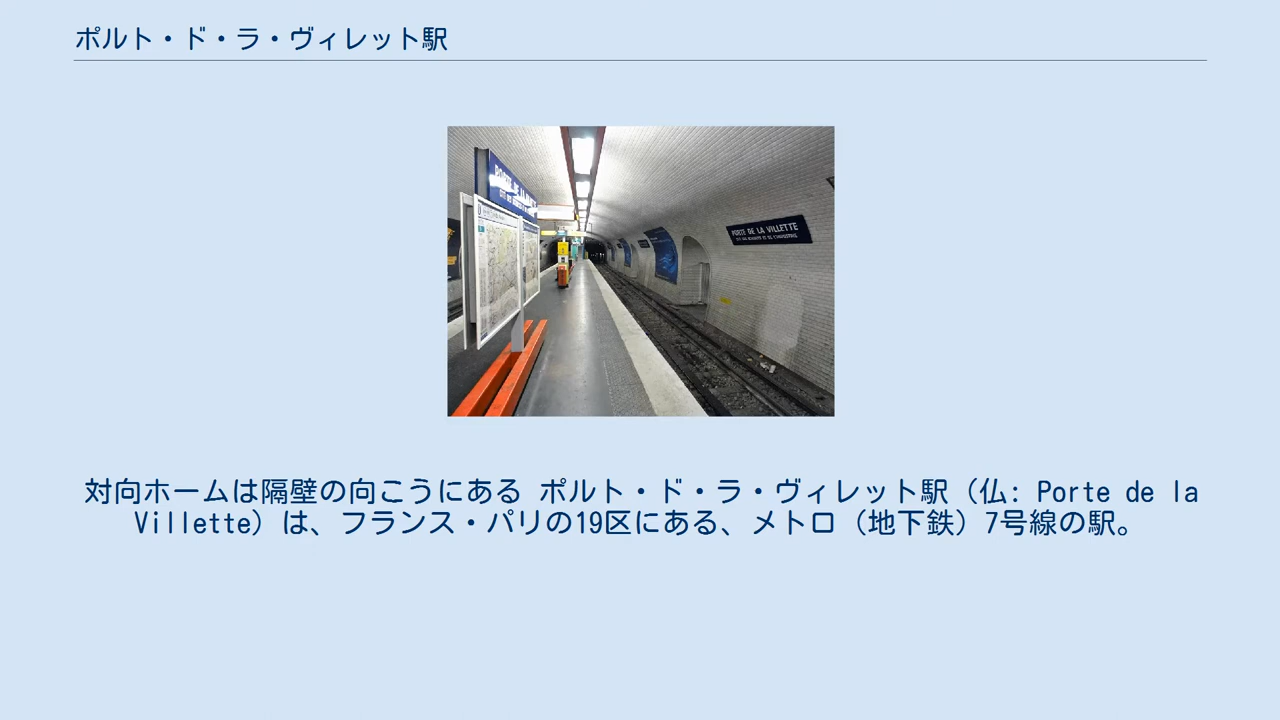 ポルト・ド・ラ・ヴィレット駅
PORTE DE LA VILLETTE
対向ホームは隔壁の向こうにある ポルト・ド・ラ・ヴィレット駅（仏: Porte de la
Villette）は、フランス・パリの19区にある、メトロ（地下鉄）7号線の駅。